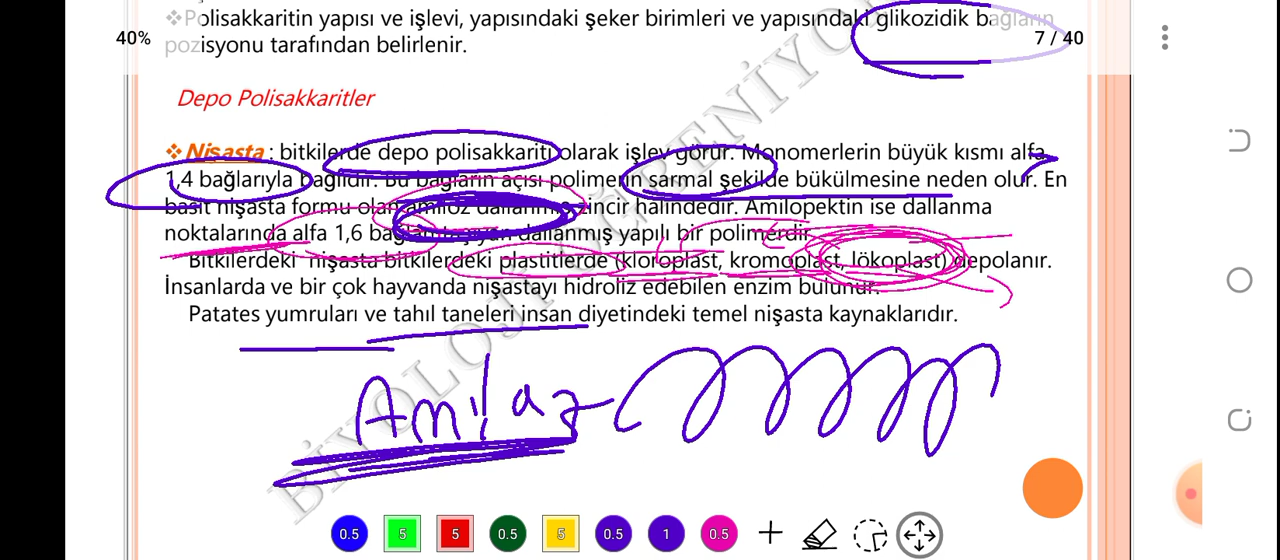 ❖Polisakkaritin yapısı ve işlevi, yapısındaki şeker birimleri ve yapısındaki glikozidik bağların
40%
pozisyonu tarafından belirlenir.
7 / 40
Depo Polisakkaritler
❖Nişasta : bitkilerde depo polisakkariti olarak işlev görür. Monomerlerin büyük kısmı alfa
1,4 bağlarıyla bağlıdır. Bu bağların açısı polimerin sarmal şekilde bükülmesine neden olur. En
basit nişasta formu olan amiloz dallanmış zincir halindedir. Amilopektin ise dallanma
noktalarında alfa 1,6 dallanmış yapılı bir polimerdir.
Bitkilerdeki nişasta bitkilerdeki plastitlerde (kloroplast, kromoplast, lökoplast) depolanır.
İnsanlarda ve bir çok hayvanda nişastayı hidroliz edebilen enzim bulunur.
Patates yumruları ve tahıl taneleri insan diyetindeki temel nişasta kaynaklarıdır.
Amilaz
BİYOLOJİ ÖĞRENİYO
0.5 5 5 0.5 5 0.5 1 0.5